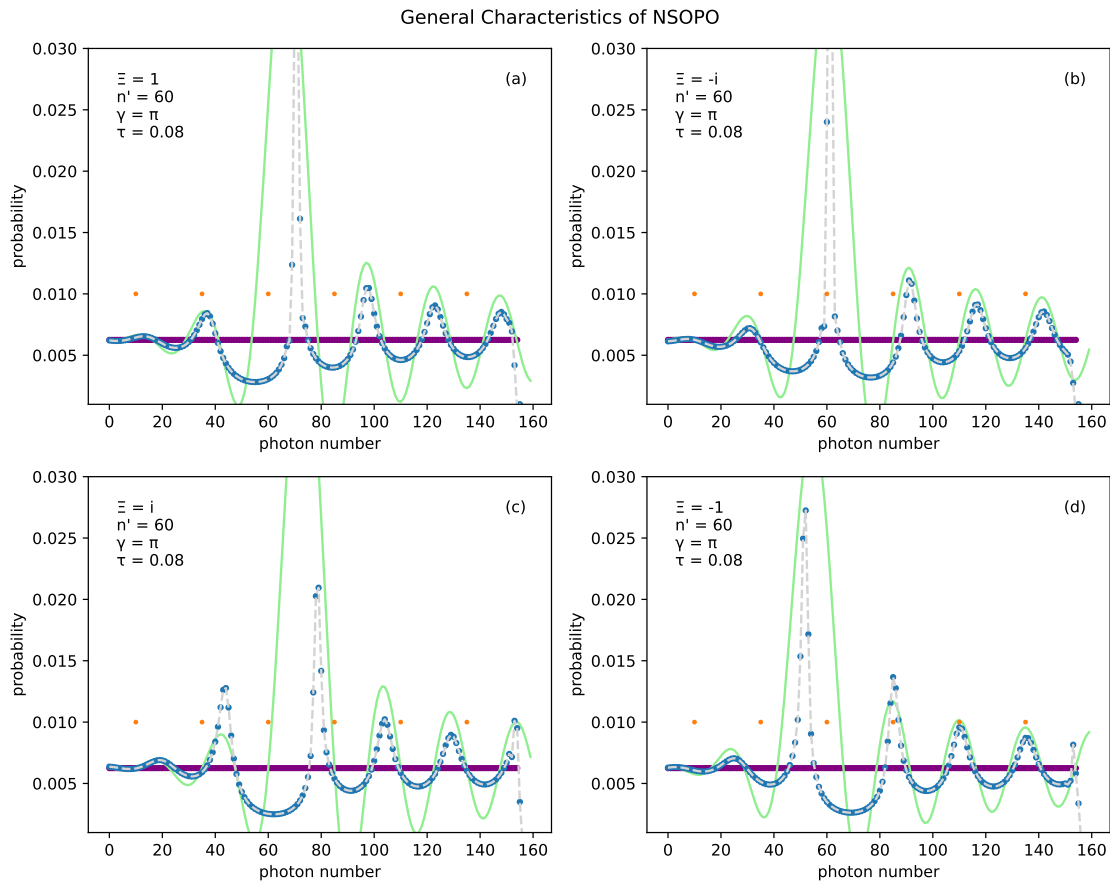 General Characteristics of NSOPO
0.030
0.025
0.020
0.015
0.010
0.005
probability
Ξ = 1
n' = 60
γ = π
τ = 0.08
(a)
0 20 40 60 80 100 120 140 160
photon number
0.030
0.025
0.020
0.015
0.010
0.005
probability
Ξ = -i
n' = 60
γ = π
τ = 0.08
(b)
0 20 40 60 80 100 120 140 160
photon number
0.030
0.025
0.020
0.015
0.010
0.005
probability
Ξ = i
n' = 60
γ = π
τ = 0.08
(c)
0 20 40 60 80 100 120 140 160
photon number
0.030
0.025
0.020
0.015
0.010
0.005
probability
Ξ = -1
n' = 60
γ = π
τ = 0.08
(d)
0 20 40 60 80 100 120 140 160
photon number